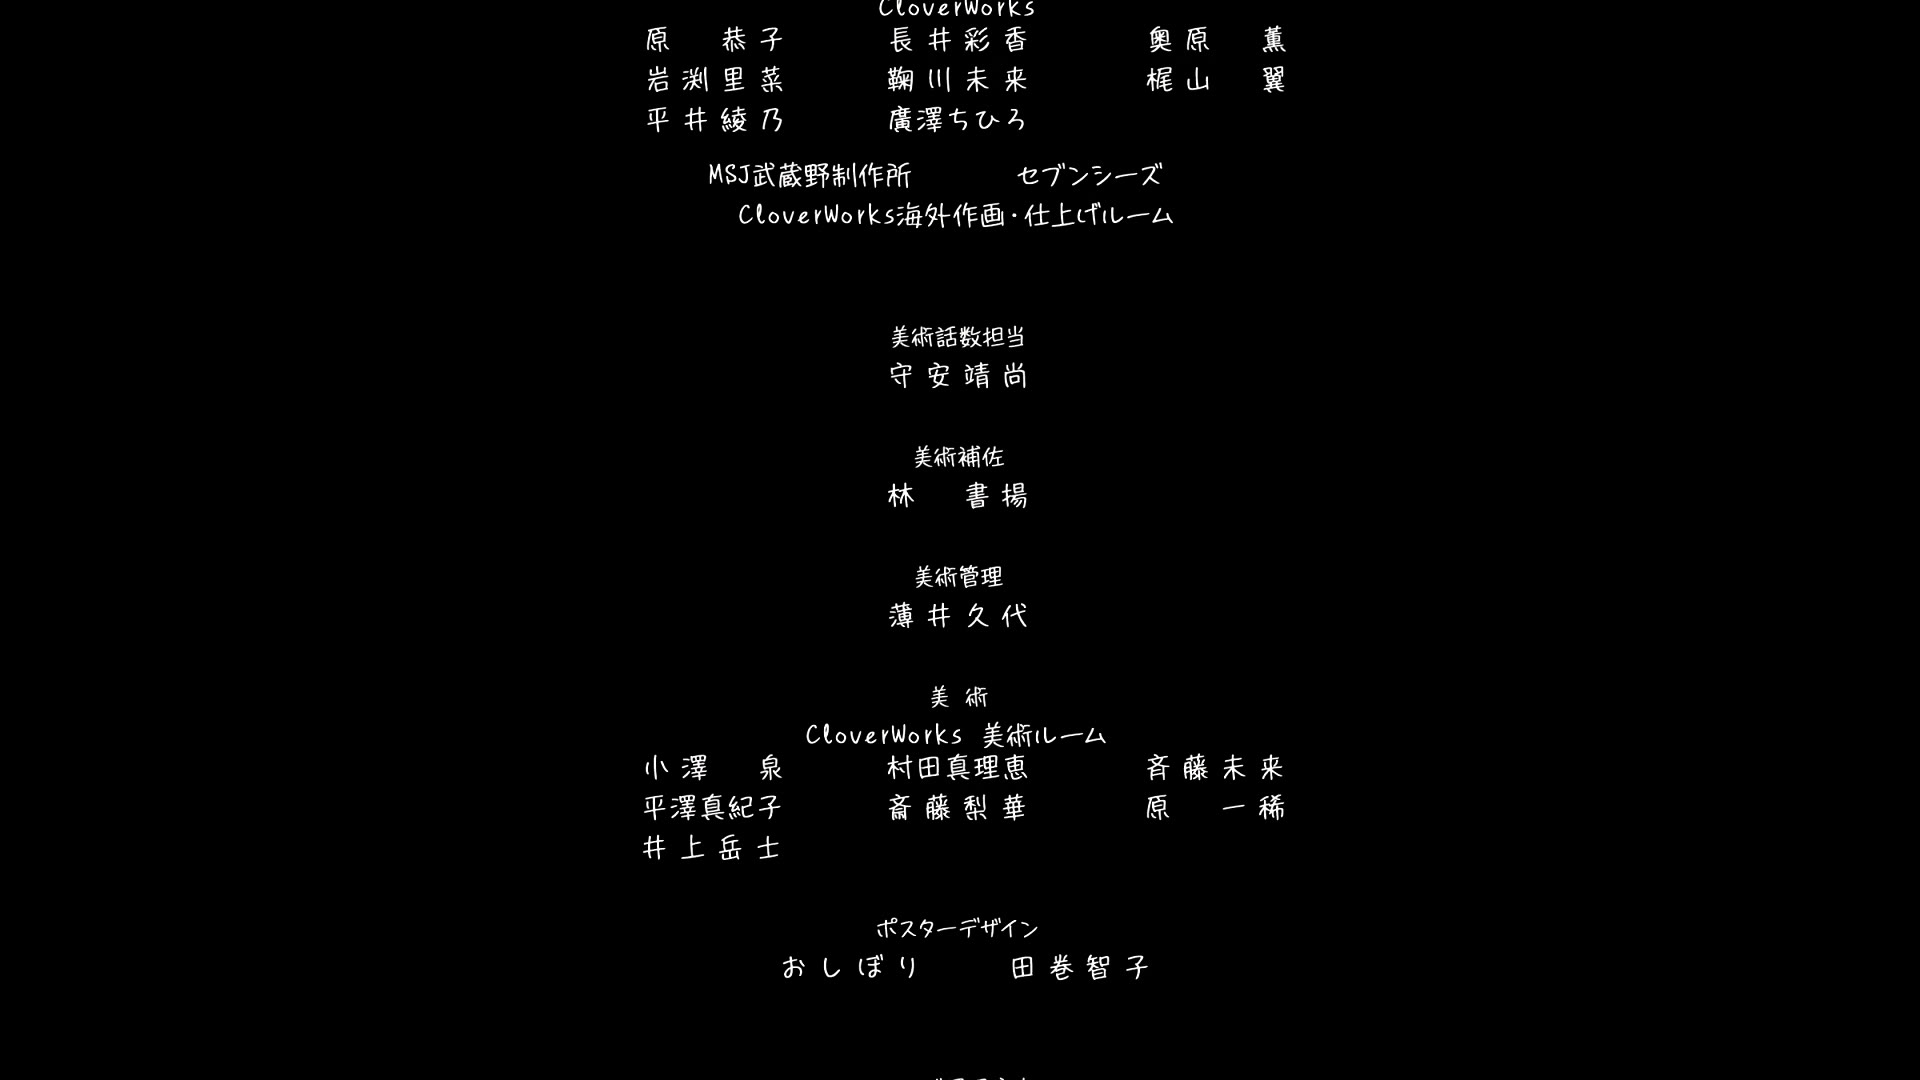 CloverWorks
原　恭子　長井彩香　奥原　薫
岩渕里菜　鞠川未来　梶山　翼
平井綾乃　廣澤ちひろ
MSJ武蔵野制作所　セブンシーズ
CloverWorks海外作画・仕上げルーム
美術話数担当
守安靖尚
美術補佐
林　書揚
美術管理
薄井久代
美術
CloverWorks 美術ルーム
小澤　泉　村田真理恵　斉藤未来
平澤真紀子　斎藤梨華　原　一稀
井上岳士
ポスターデザイン
おしぼり　田巻智子